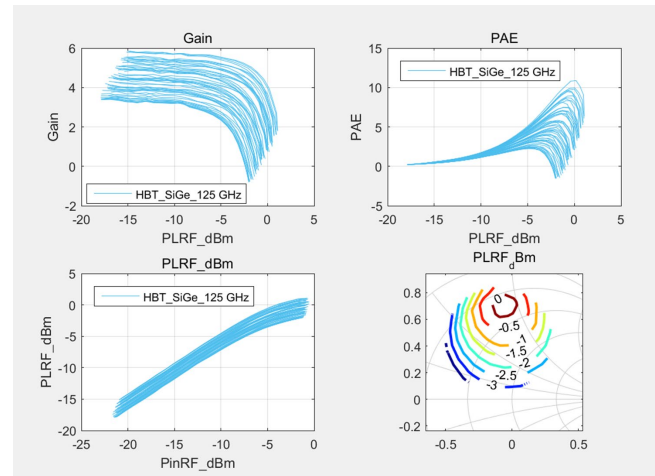 Gain
6
4
2
0
-2
Gain
HBT_SiGe_125 GHz
-20 -15 -10 -5 0 5
PLRF_dBm
PAE
15
10
5
0
-5
PAE
HBT_SiGe_125 GHz
-20 -15 -10 -5 0 5
PLRF_dBm
PLRF_dBm
5
0
-5
-10
-15
-20
PLRF_dBm
HBT_SiGe_125 GHz
-25 -20 -15 -10 -5 0
PinRF_dBm
PLRF_dBm
0.8
0.6
0.4
0.2
0
-0.2
0
-0.5
-1
-1.5
-2
-2.5
-3
-0.5 0 0.5